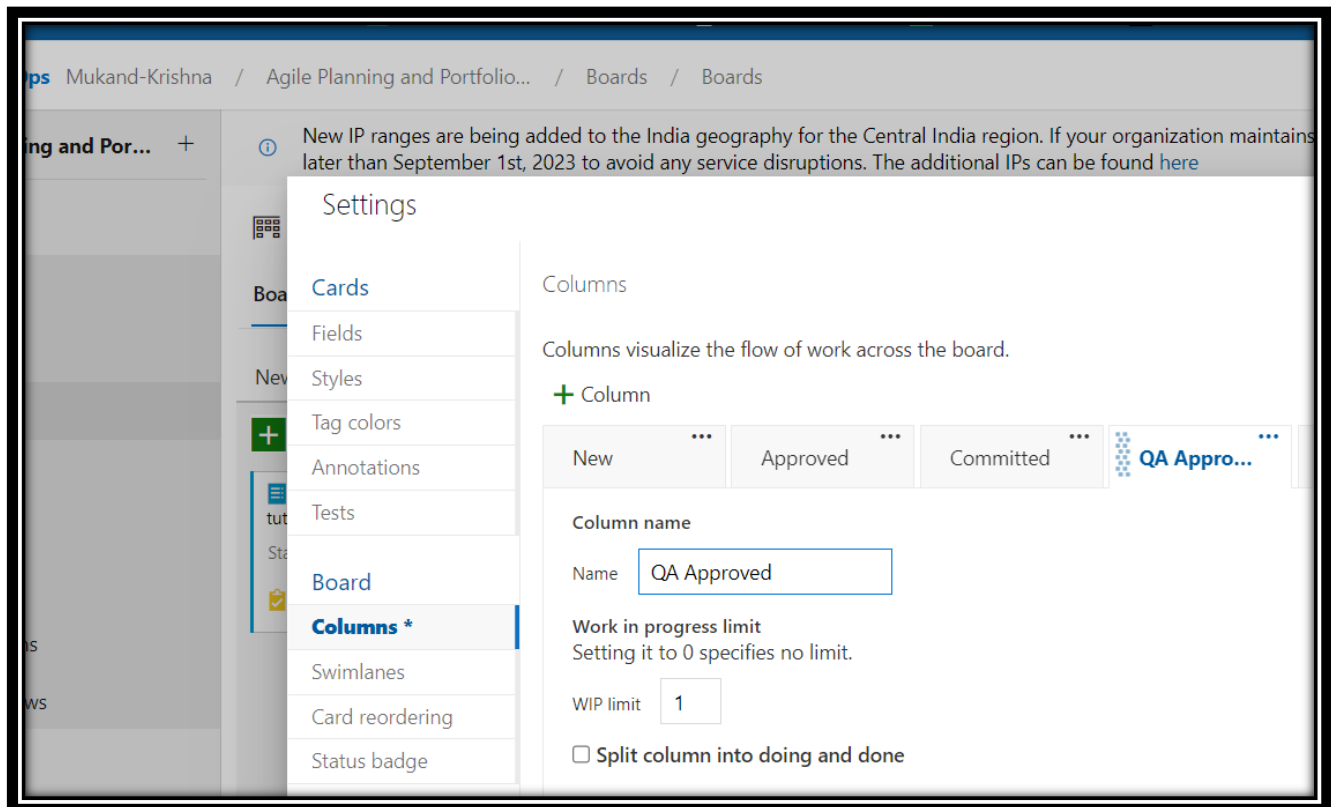 ps Mukand-Krishna / Agile Planning and Portfolio... / Boards / Boards
ing and Por... +
New IP ranges are being added to the India geography for the Central India region. If your organization maintains
later than September 1st, 2023 to avoid any service disruptions. The additional IPs can be found here
Settings
Boa
New
tut
Sta
ns
ws
Cards
Fields
Styles
Tag colors
Annotations
Tests
Board
Columns *
Swimlanes
Card reordering
Status badge
Columns
Columns visualize the flow of work across the board.
+ Column
New ... Approved ... Committed ... QA Appro... ...
Column name
Name QA Approved
Work in progress limit
Setting it to 0 specifies no limit.
WIP limit 1
Split column into doing and done